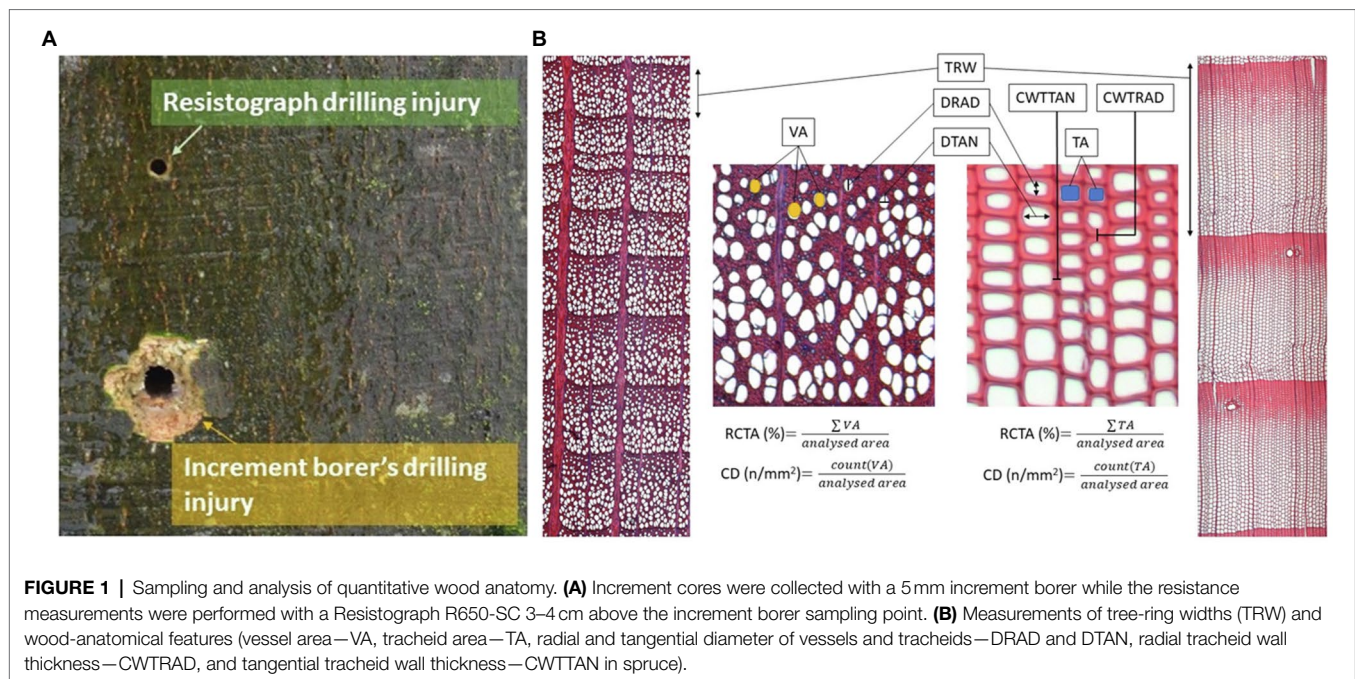 A
B
Resistograph drilling injury
Increment borer's drilling
injury
TRW
DRAD
CWTTAN
CWTRAD
VA
DTAN
TA
RCTA (%)= ∑ VA / analysed area
CD (n/mm²)= count(VA) / analysed area
RCTA (%)= ∑ TA / analysed area
CD (n/mm²)= count(TA) / analysed area
FIGURE 1 | Sampling and analysis of quantitative wood anatomy. (A) Increment cores were collected with a 5 mm increment borer while the resistance
measurements were performed with a Resistograph R650-SC 3–4 cm above the increment borer sampling point. (B) Measurements of tree-ring widths (TRW) and
wood-anatomical features (vessel area—VA, tracheid area—TA, radial and tangential diameter of vessels and tracheids—DRAD and DTAN, radial tracheid wall
thickness—CWTRAD, and tangential tracheid wall thickness—CWTTAN in spruce).